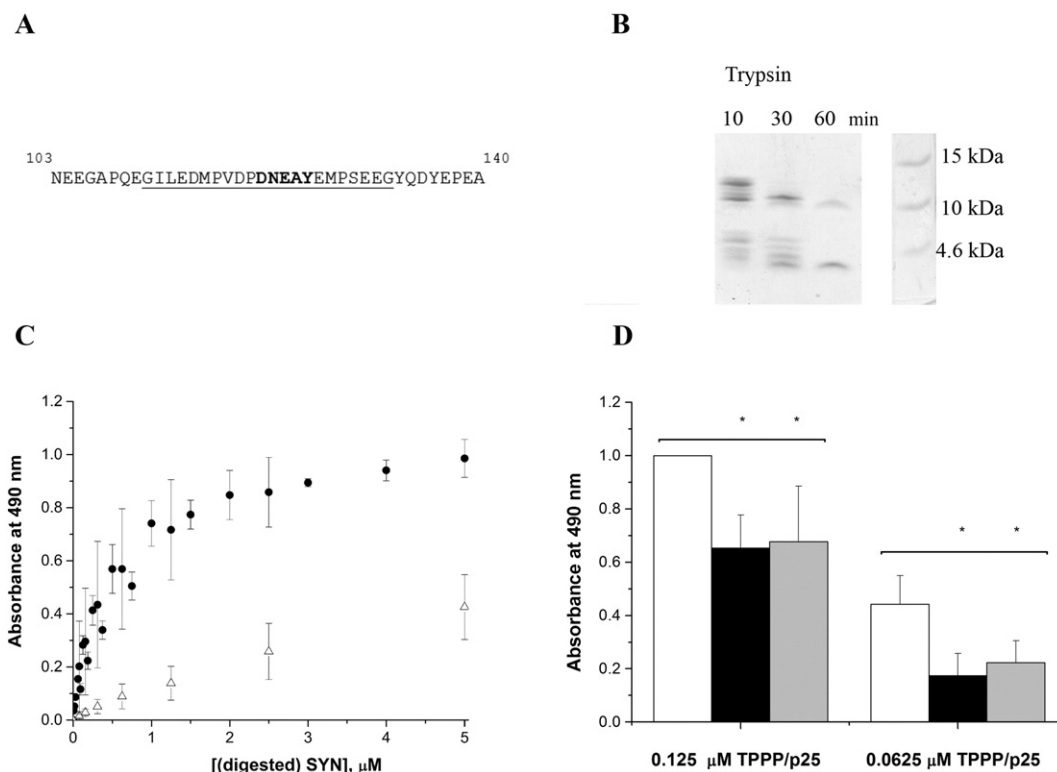 A
103 140
NEEGAPQEGILEDMPVDPDNEAYEMPSEEGYQDYEPEA
B
Trypsin
10 30 60 min
15 kDa
10 kDa
4.6 kDa
C
Absorbance at 490 nm
1.2
1.0
0.8
0.6
0.4
0.2
0.0
0 1 2 3 4 5
[(digested) SYN], μM
D
Absorbance at 490 nm
1.2
1.0
0.8
0.6
0.4
0.2
0.0
* *
* *
0.125 μM TPPP/p25 0.0625 μM TPPP/p25